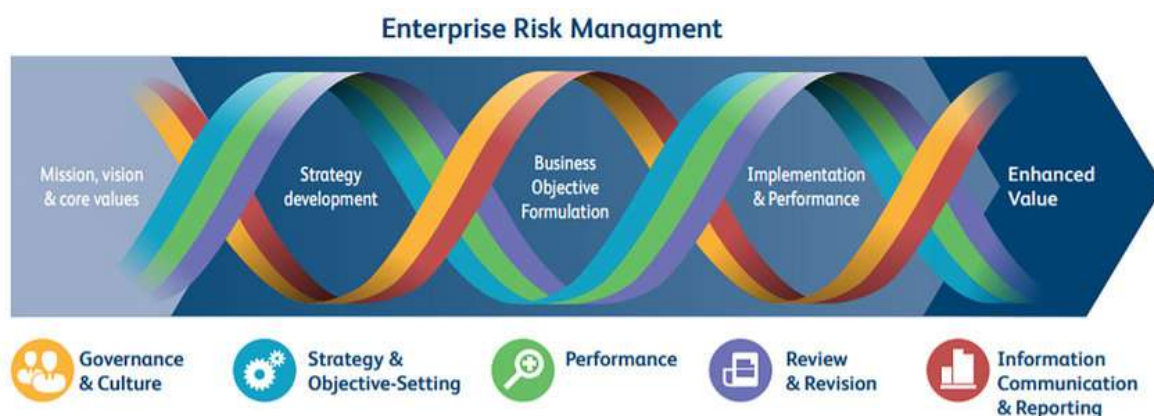 Enterprise Risk Managment
Mission, vision
& core values
Strategy
development
Business
Objective
Formulation
Implementation
& Performance
Enhanced
Value
Governance
& Culture
Strategy &
Objective-Setting
Performance
Review
& Revision
Information
Communication
& Reporting